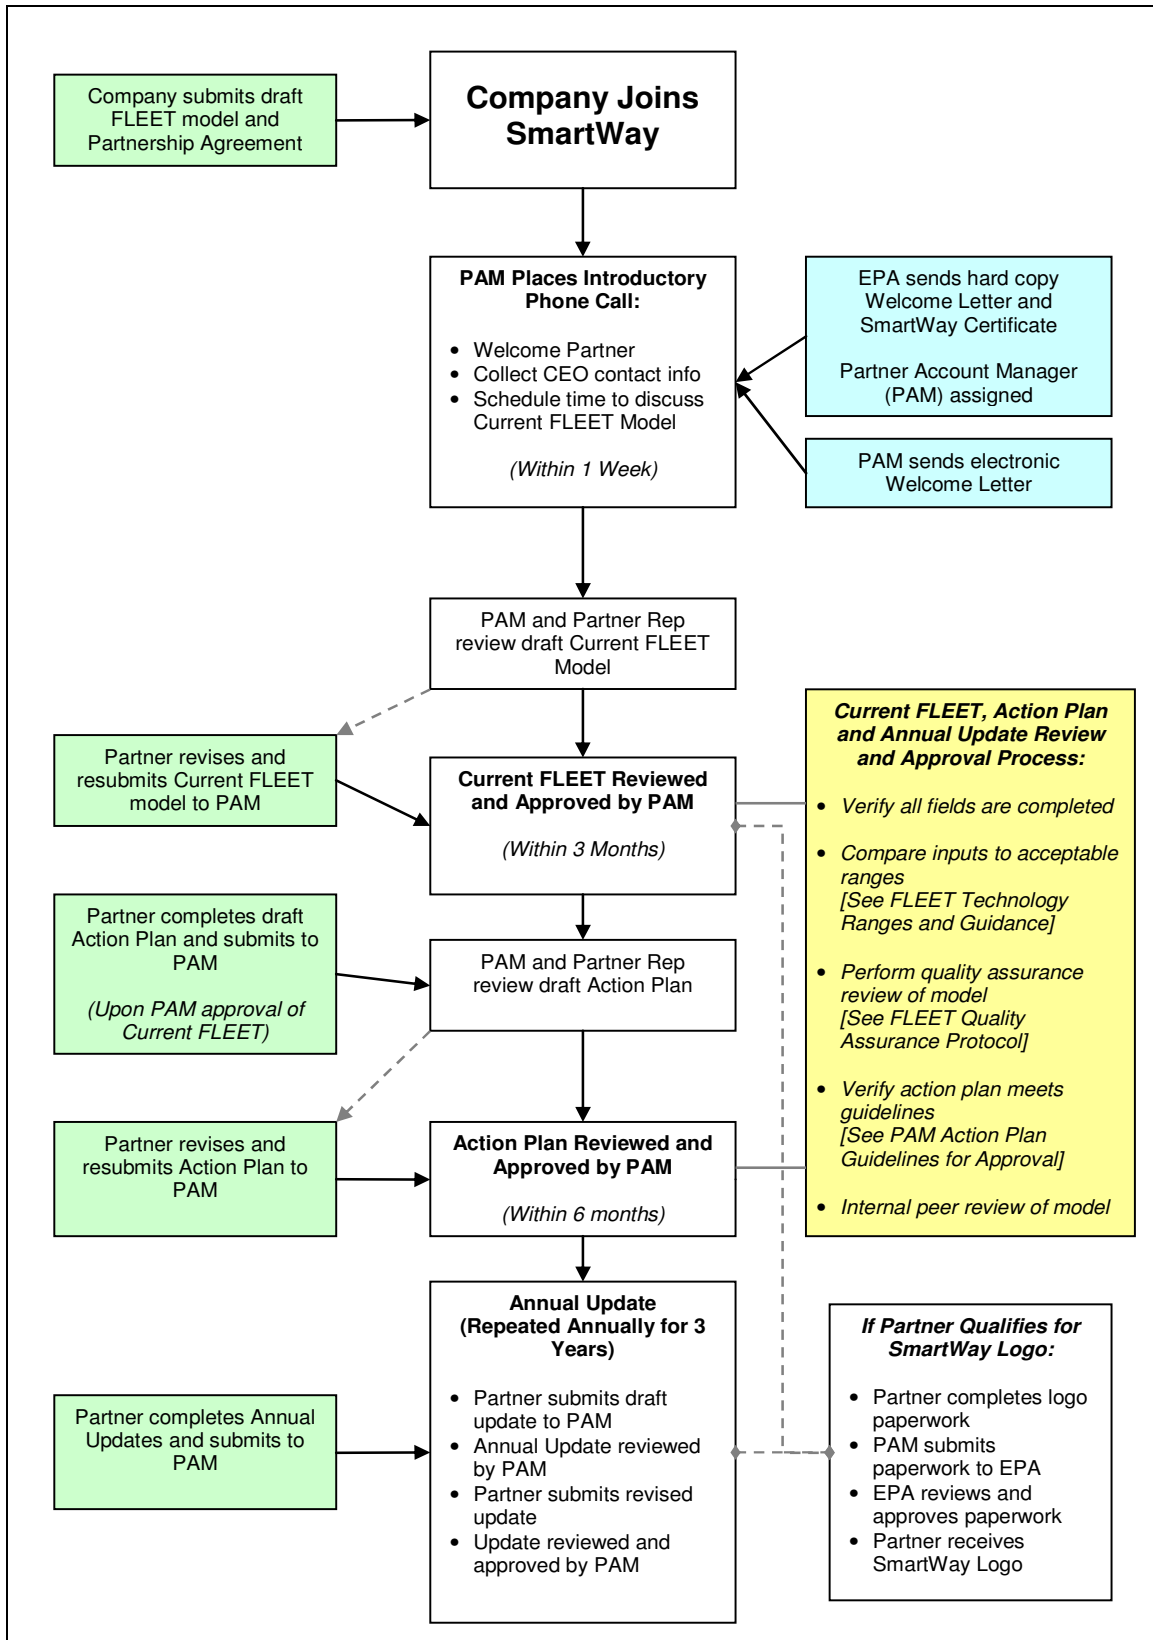 Company submits draft
FLEET model and
Partnership Agreement
Company Joins
SmartWay
PAM Places Introductory
Phone Call:
• Welcome Partner
• Collect CEO contact info
• Schedule time to discuss
Current FLEET Model
(Within 1 Week)
EPA sends hard copy
Welcome Letter and
SmartWay Certificate
Partner Account Manager
(PAM) assigned
PAM sends electronic
Welcome Letter
PAM and Partner Rep
review draft Current FLEET
Model
Partner revises and
resubmits Current FLEET
model to PAM
Current FLEET Reviewed
and Approved by PAM
(Within 3 Months)
Current FLEET, Action Plan
and Annual Update Review
and Approval Process:
• Verify all fields are completed
• Compare inputs to acceptable
ranges
[See FLEET Technology
Ranges and Guidance]
• Perform quality assurance
review of model
[See FLEET Quality
Assurance Protocol]
• Verify action plan meets
guidelines
[See PAM Action Plan
Guidelines for Approval]
• Internal peer review of model
Partner completes draft
Action Plan and submits to
PAM
(Upon PAM approval of
Current FLEET)
PAM and Partner Rep
review draft Action Plan
Partner revises and
resubmits Action Plan to
PAM
Action Plan Reviewed and
Approved by PAM
(Within 6 months)
Annual Update
(Repeated Annually for 3
Years)
• Partner submits draft
update to PAM
• Annual Update reviewed
by PAM
• Partner submits revised
update
• Update reviewed and
approved by PAM
Partner completes Annual
Updates and submits to
PAM
If Partner Qualifies for
SmartWay Logo:
• Partner completes logo
paperwork
• PAM submits
paperwork to EPA
• EPA reviews and
approves paperwork
• Partner receives
SmartWay Logo